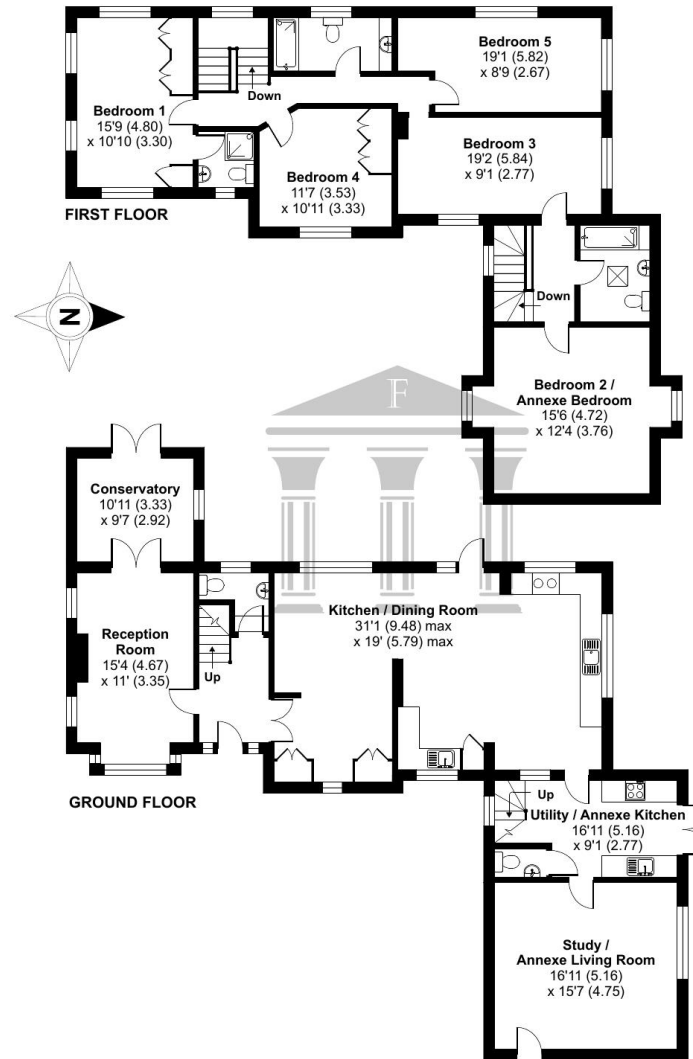 Bedroom 5
19'1 (5.82)
x 8'9 (2.67)
Down
Bedroom 1
15'9 (4.80)
x 10'10 (3.30)
Bedroom 3
19'2 (5.84)
x 9'1 (2.77)
Bedroom 4
11'7 (3.53)
x 10'11 (3.33)
FIRST FLOOR
Down
N
Bedroom 2 /
Annexe Bedroom
15'6 (4.72)
x 12'4 (3.76)
F
Conservatory
10'11 (3.33)
x 9'7 (2.92)
Kitchen / Dining Room
31'1 (9.48) max
x 19' (5.79) max
Reception
Room
15'4 (4.67)
x 11' (3.35)
Up
GROUND FLOOR
Up
Utility / Annexe Kitchen
16'11 (5.16)
x 9'1 (2.77)
Study /
Annexe Living Room
16'11 (5.16)
x 15'7 (4.75)